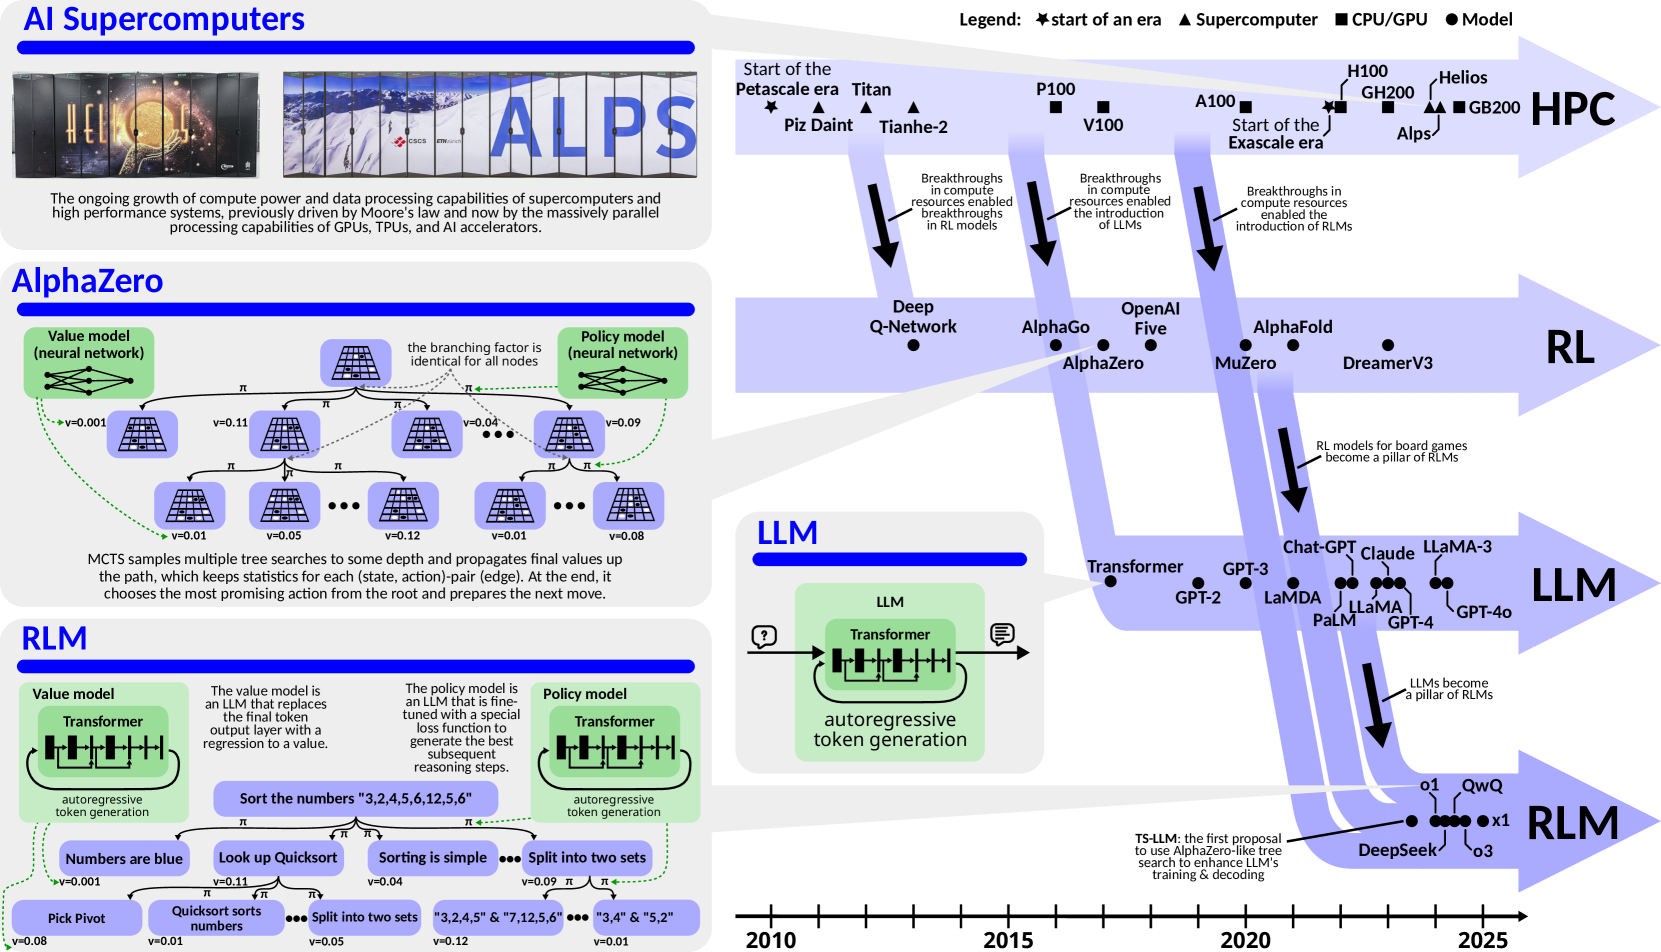 AI Supercomputers
HELIOS
ALPS
CSCS
ETHzürich
The ongoing growth of compute power and data processing capabilities of supercomputers and
high performance systems, previously driven by Moore's law and now by the massively parallel
processing capabilities of GPUs, TPUs, and AI accelerators.
AlphaZero
Value model
(neural network)
the branching factor is
identical for all nodes
Policy model
(neural network)
π
π
π
π
v=0.001
v=0.11
v=0.04
v=0.09
π
π
π
π
π
v=0.01
v=0.05
v=0.12
v=0.01
v=0.08
MCTS samples multiple tree searches to some depth and propagates final values up
the path, which keeps statistics for each (state, action)-pair (edge). At the end, it
chooses the most promising action from the root and prepares the next move.
RLM
Value model
Transformer
autoregressive
token generation
The value model is
an LLM that replaces
the final token
output layer with a
regression to a value.
The policy model is
an LLM that is fine-
tuned with a special
loss function to
generate the best
subsequent
reasoning steps.
Policy model
Transformer
autoregressive
token generation
Sort the numbers "3,2,4,5,6,12,5,6"
π
π
π
π
Numbers are blue
Look up Quicksort
Sorting is simple
Split into two sets
v=0.001
v=0.11
v=0.04
v=0.09
π
π
π
π
π
Pick Pivot
Quicksort sorts
numbers
Split into two sets
"3,2,4,5" & "7,12,5,6"
"3,4" & "5,2"
v=0.08
v=0.01
v=0.05
v=0.12
v=0.01
Legend:
start of an era
Supercomputer
CPU/GPU
Model
Start of the
Petascale era
Piz Daint
Titan
Tianhe-2
P100
V100
A100
Start of the
Exascale era
H100
GH200
Helios
Alps
GB200
HPC
Breakthroughs
in compute
resources enabled
breakthroughs
in RL models
Breakthroughs
in compute
resources enabled
the introduction
of LLMs
Breakthroughs in
compute resources
enabled the
introduction of RLMs
Deep
Q-Network
AlphaGo
AlphaZero
OpenAI
Five
MuZero
AlphaFold
DreamerV3
RL
RL models for board games
become a pillar of RLMs
LLM
LLM
Transformer
?
autoregressive
token generation
Transformer
GPT-2
GPT-3
LaMDA
Chat-GPT
PaLM
LLaMA
Claude
GPT-4
LLaMA-3
GPT-4o
LLM
LLMs become
a pillar of RLMs
TS-LLM: the first proposal
to use AlphaZero-like tree
search to enhance LLM's
training & decoding
o1
QwQ
x1
DeepSeek
o3
RLM
2010
2015
2020
2025